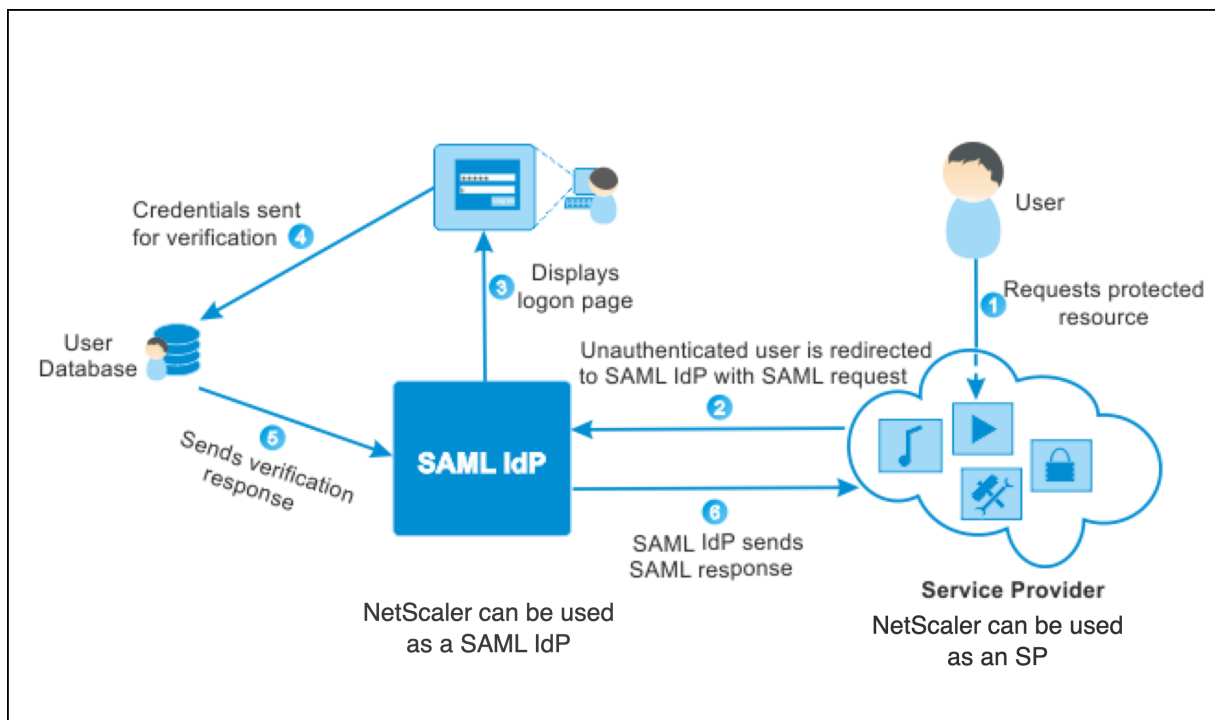 User
1
Requests protected
resource
Unauthenticated user is redirected
to SAML IdP with SAML request
2
3
Displays
logon page
Log On
Credentials sent
for verification
4
User
Database
5
Sends verification
response
SAML IdP
6
SAML IdP sends
SAML response
NetScaler can be used
as a SAML IdP
Service Provider
NetScaler can be used
as an SP